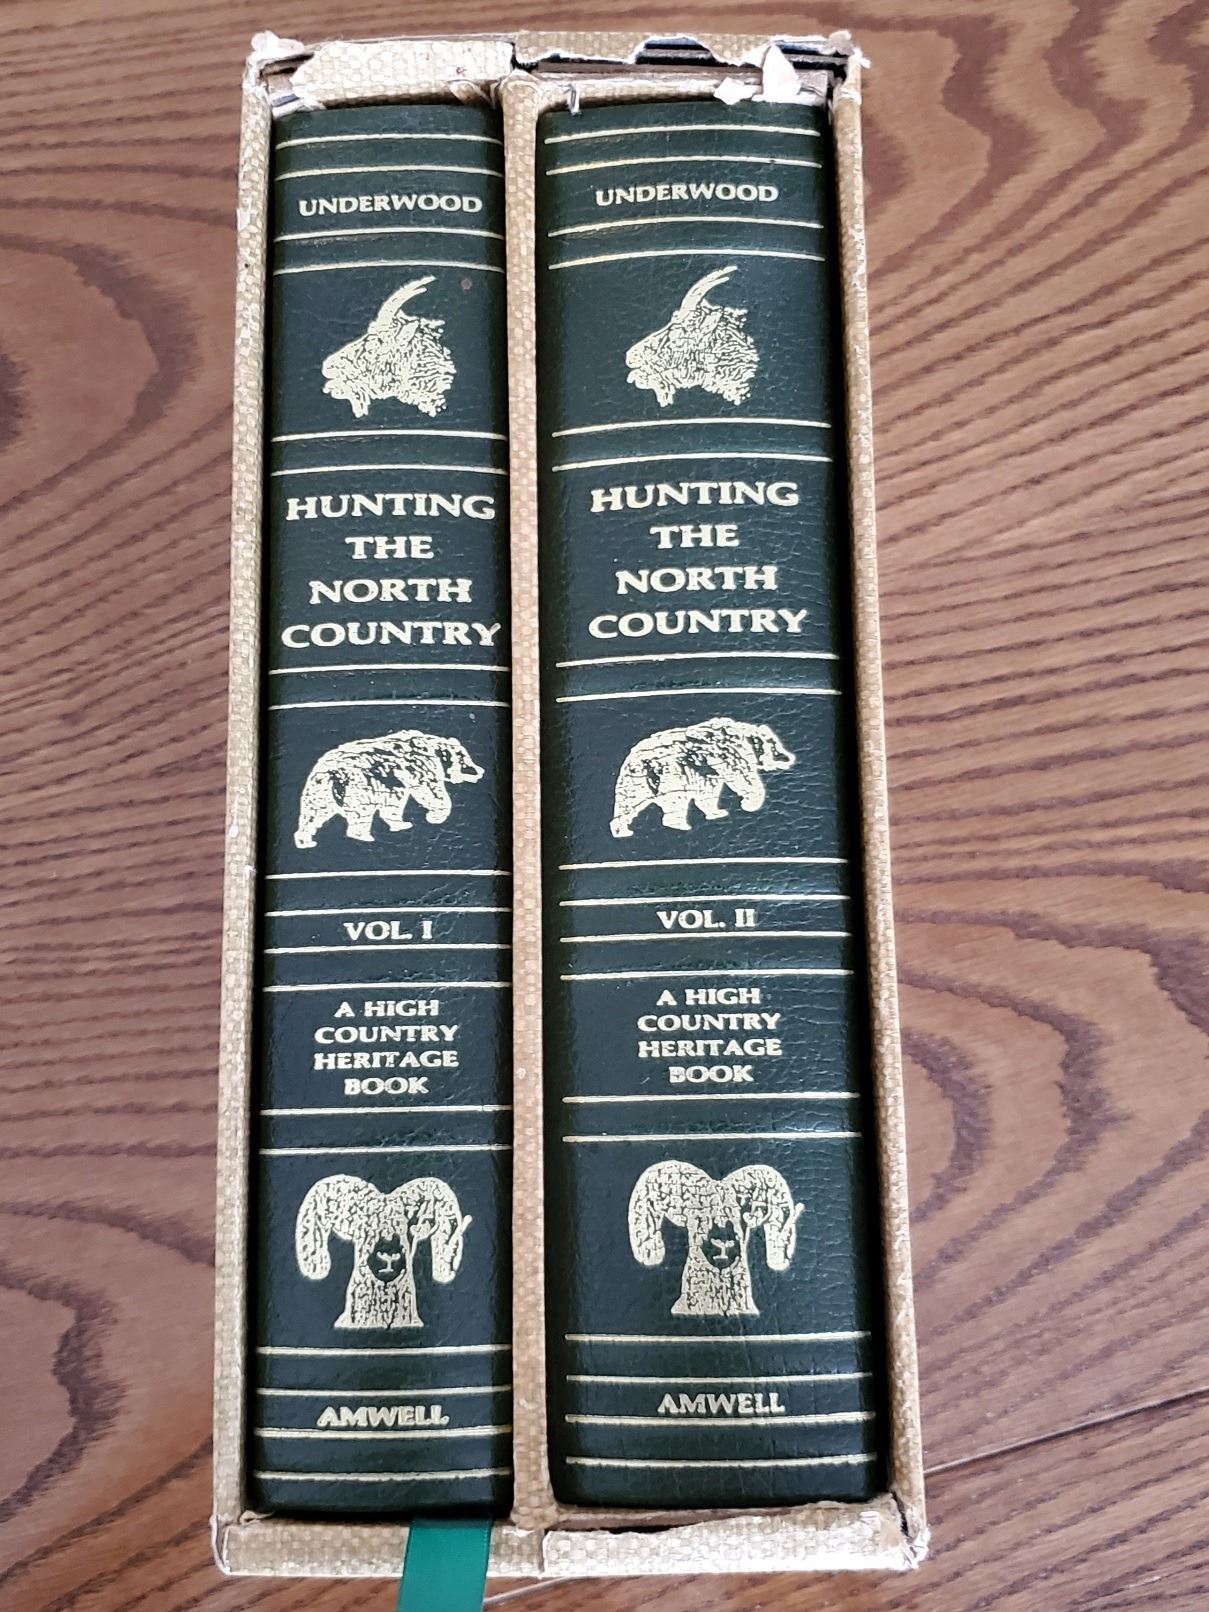 UNDERWOOD
HUNTING
THE
NORTH
COUNTRY
VOL. I
A HIGH
COUNTRY
HERITAGE
BOOK
AMWELL
UNDERWOOD
HUNTING
THE
NORTH
COUNTRY
VOL. II
A HIGH
COUNTRY
HERITAGE
BOOK
AMWELL